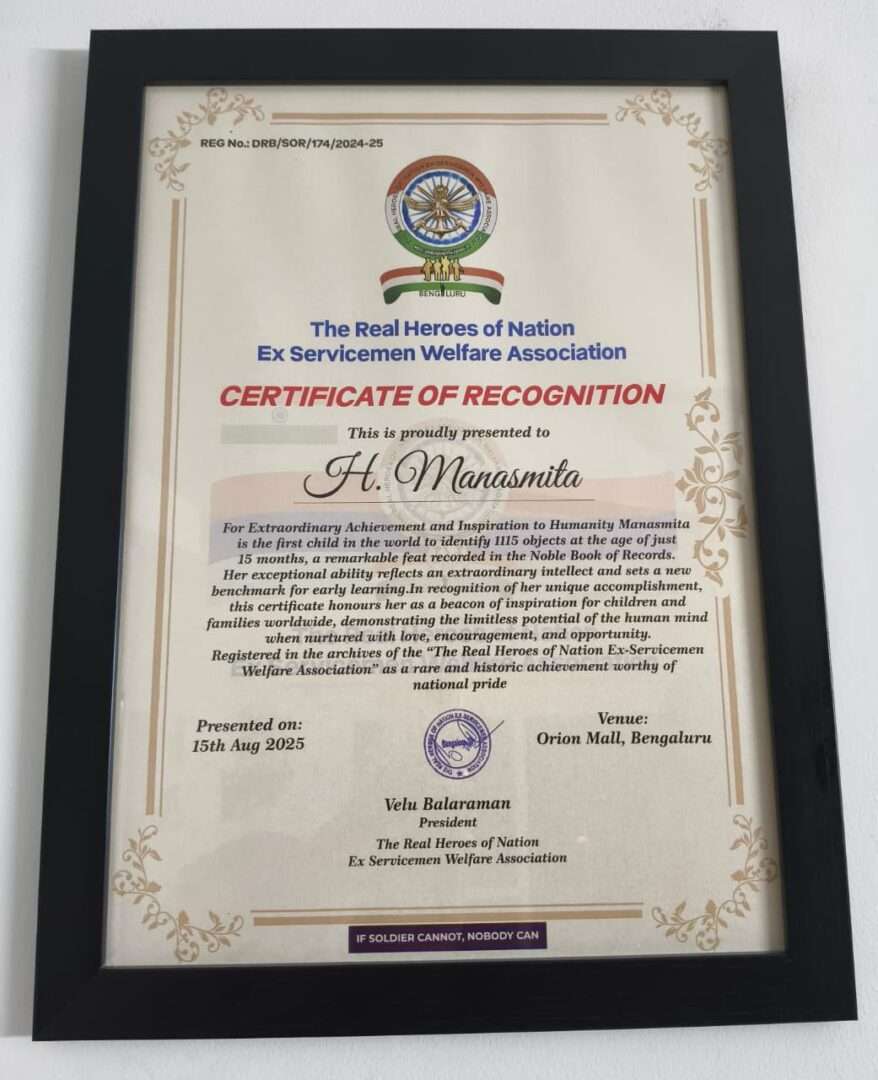 REG No.: DRB/SOR/174/2024-25
BENGALURU
The Real Heroes of Nation
Ex Servicemen Welfare Association
CERTIFICATE OF RECOGNITION
This is proudly presented to
H. Manasmita
For Extraordinary Achievement and Inspiration to Humanity Manasmita
is the first child in the world to identify 1115 objects at the age of just
15 months, a remarkable feat recorded in the Noble Book of Records.
Her exceptional ability reflects an extraordinary intellect and sets a new
benchmark for early learning.In recognition of her unique accomplishment,
this certificate honours her as a beacon of inspiration for children and
families worldwide, demonstrating the limitless potential of the human mind
when nurtured with love, encouragement, and opportunity.
Registered in the archives of the “The Real Heroes of Nation Ex-Servicemen
Welfare Association” as a rare and historic achievement worthy of
national pride
Presented on:
15th Aug 2025
Venue:
Orion Mall, Bengaluru
Velu Balaraman
President
The Real Heroes of Nation
Ex Servicemen Welfare Association
IF SOLDIER CANNOT, NOBODY CAN